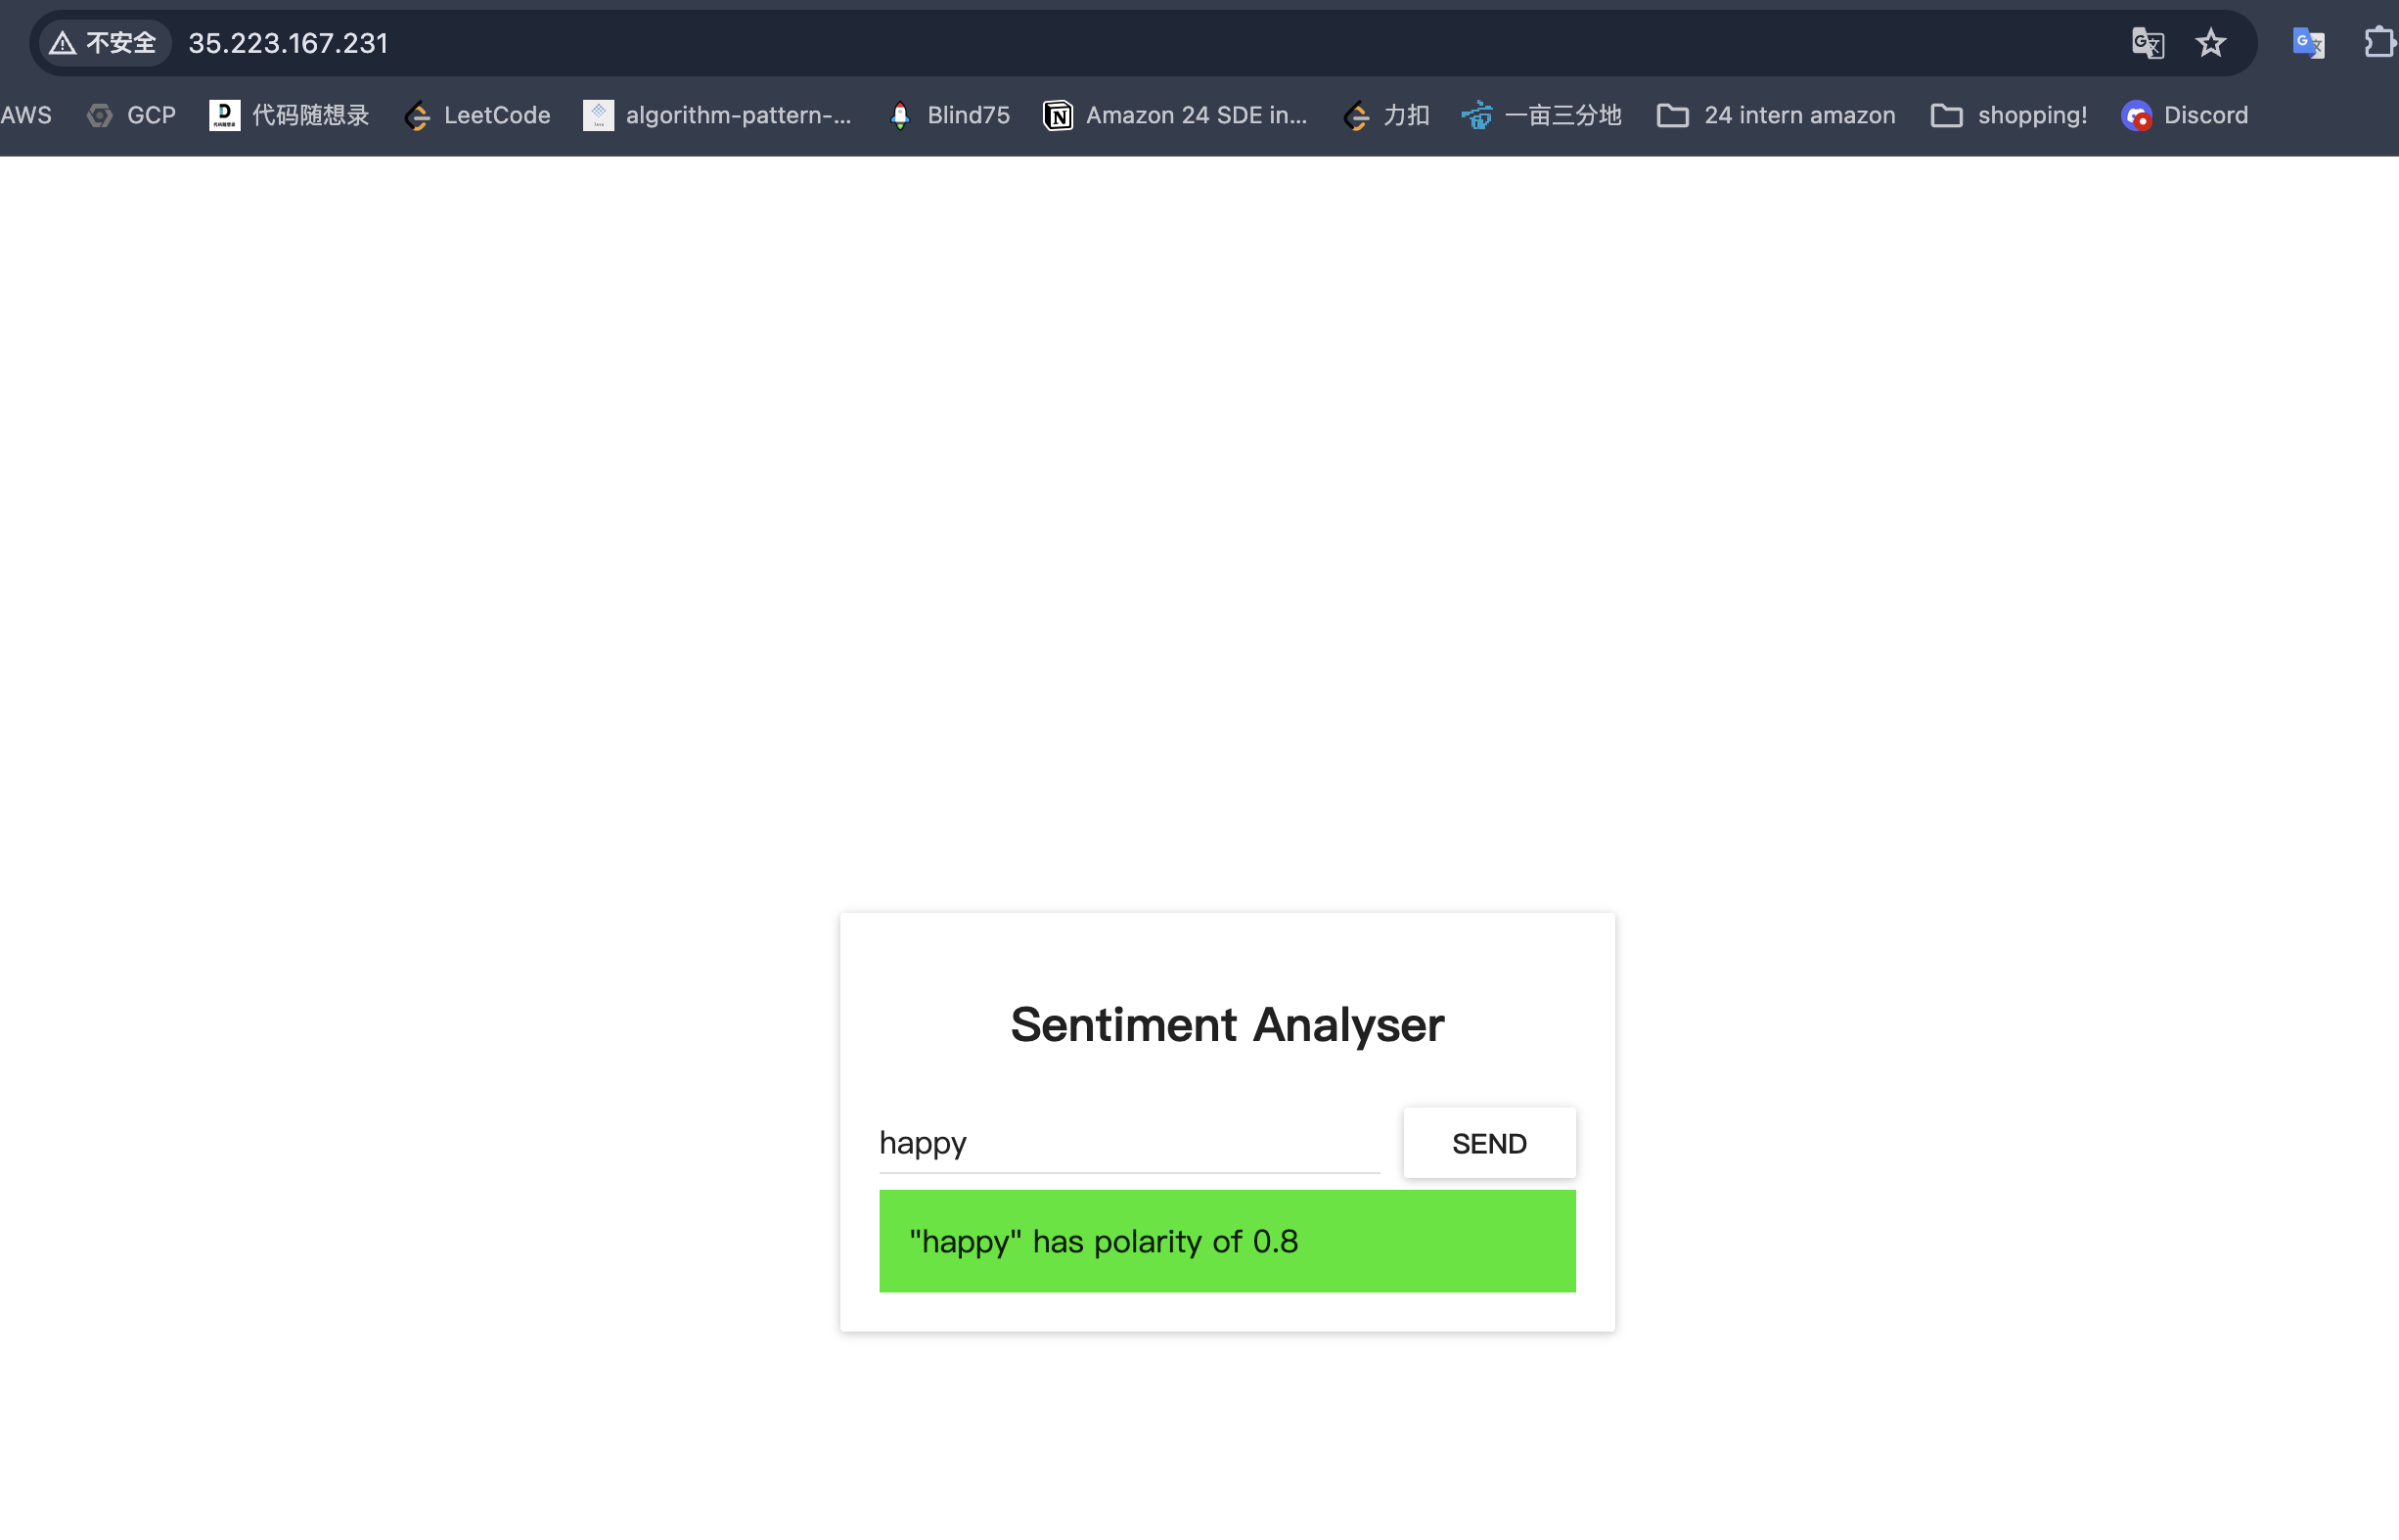 不安全 35.223.167.231
AWS GCP 代码随想录 LeetCode algorithm-pattern-... Blind75 Amazon 24 SDE in... 力扣 一亩三分地 24 intern amazon shopping! Discord
Sentiment Analyser
happy SEND
"happy" has polarity of 0.8